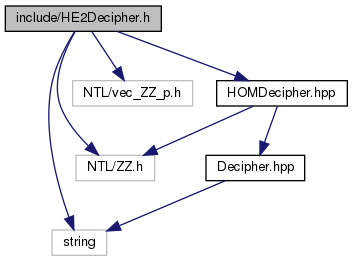 include/HE2Decipher.h
NTL/vec_ZZ_p.h
HOMDecipher.hpp
NTL/ZZ.h
Decipher.hpp
string